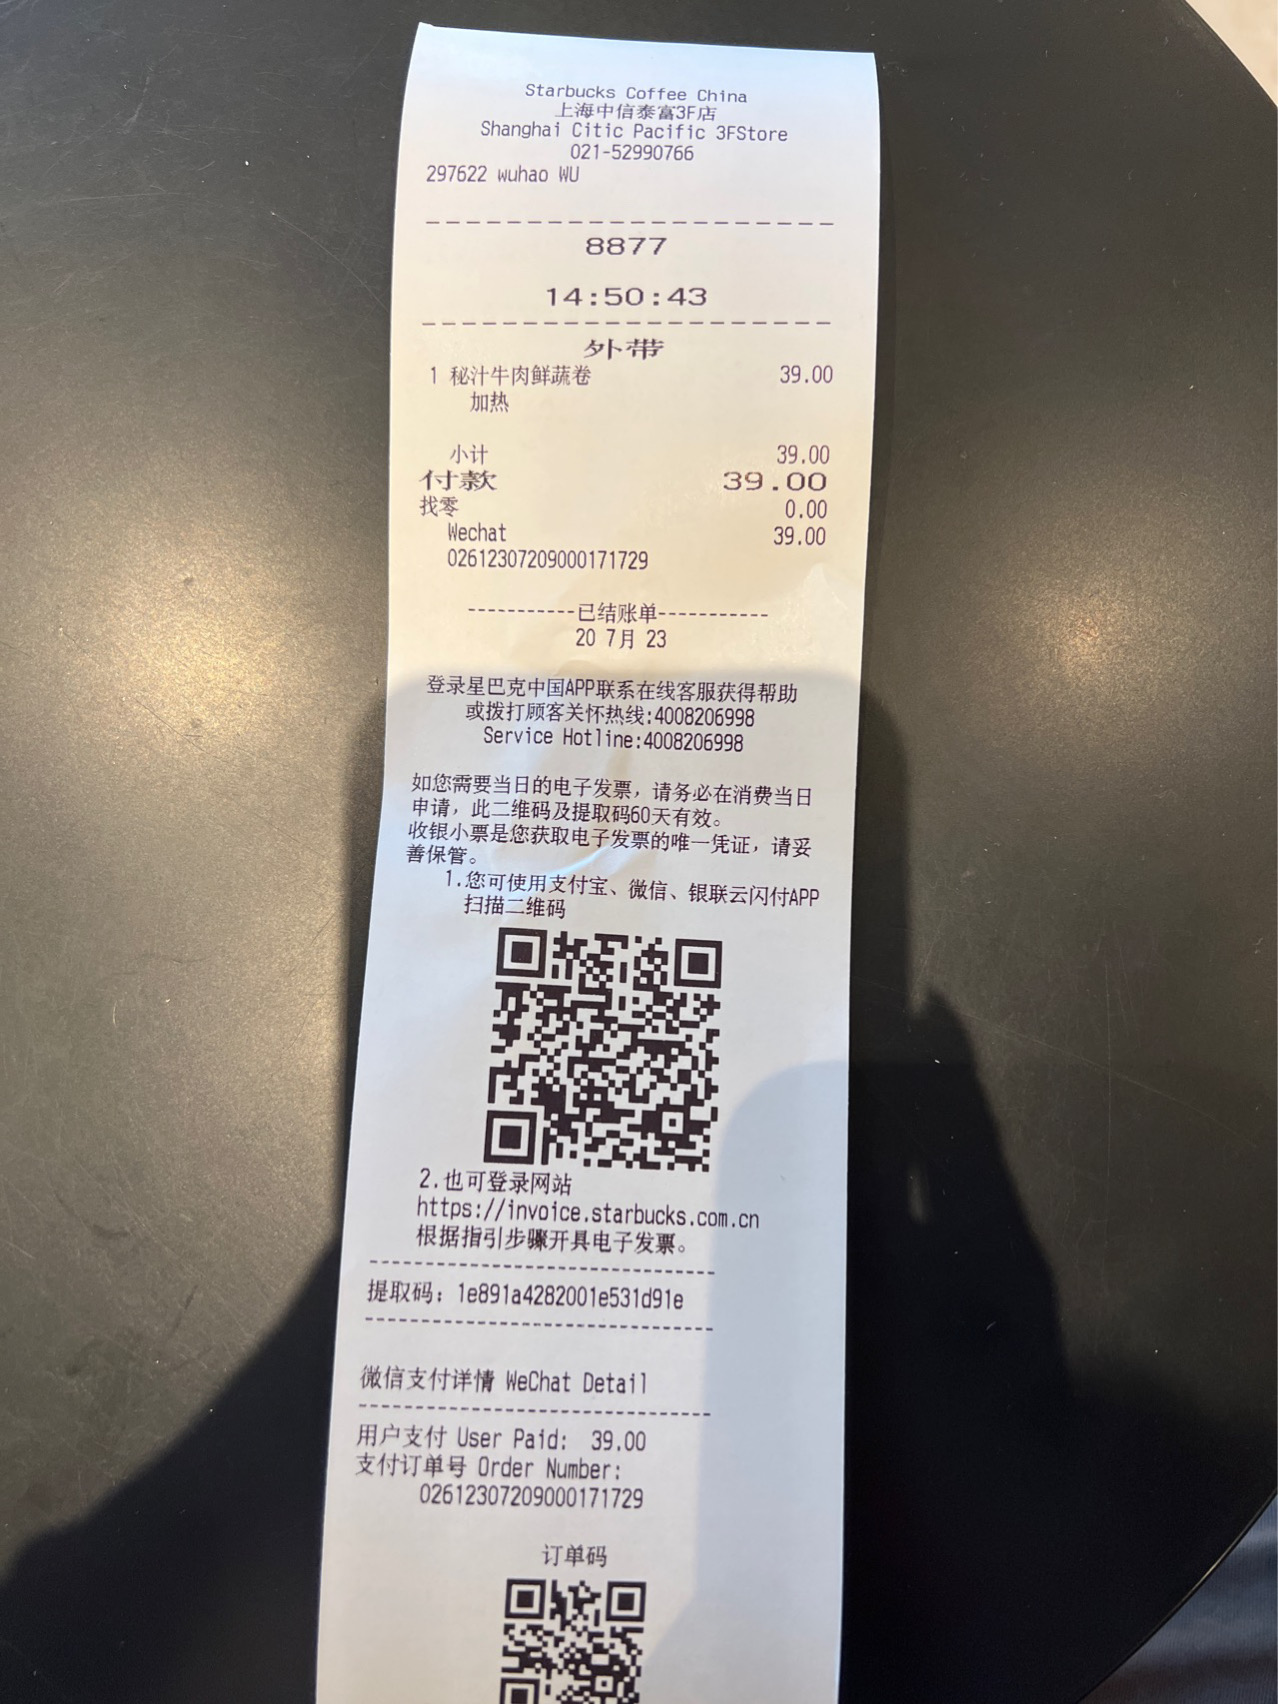 Starbucks Coffee China
上海中信泰富3F店
Shanghai Citic Pacific 3FStore
021-52990766
297622 wuhao WU
--------------------
8877
14:50:43
--------------------
外带
1 秘汁牛肉鲜蔬卷 39.00
加热
小计 39.00
付款 39.00
找零 0.00
Wechat 39.00
02612307209000171729
-----------已结账单-----------
20 7月 23
登录星巴克中国APP联系在线客服获得帮助
或拨打顾客关怀热线:4008206998
Service Hotline:4008206998
如您需要当日的电子发票，请务必在消费当日
申请，此二维码及提取码60天有效。
收银小票是您获取电子发票的唯一凭证，请妥
善保管。
1.您可使用支付宝、微信、银联云闪付APP
扫描二维码
2.也可登录网站
https://invoice.starbucks.com.cn
根据指引步骤开具电子发票。
------------------------------
提取码: 1e891a4282001e531d91e
------------------------------
微信支付详情 WeChat Detail
------------------------------
用户支付 User Paid: 39.00
支付订单号 Order Number:
02612307209000171729
订单码